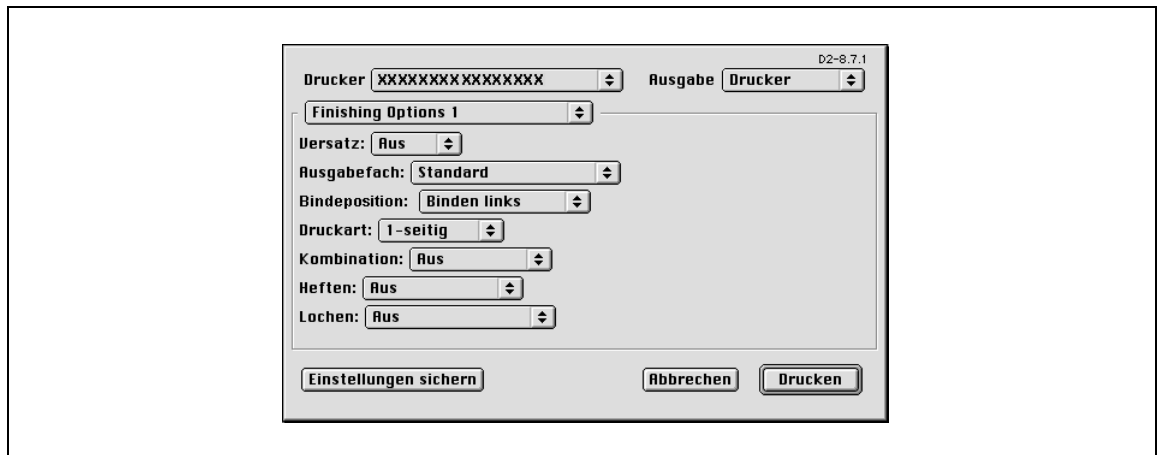 D2-8.7.1
Drucker XXXXXXXXXXXXXXXX Ausgabe Drucker
Finishing Options 1
Versatz: Aus
Ausgabefach: Standard
Bindeposition: Binden links
Druckart: 1-seitig
Kombination: Aus
Heften: Aus
Lochen: Aus
Einstellungen sichern Abbrechen Drucken